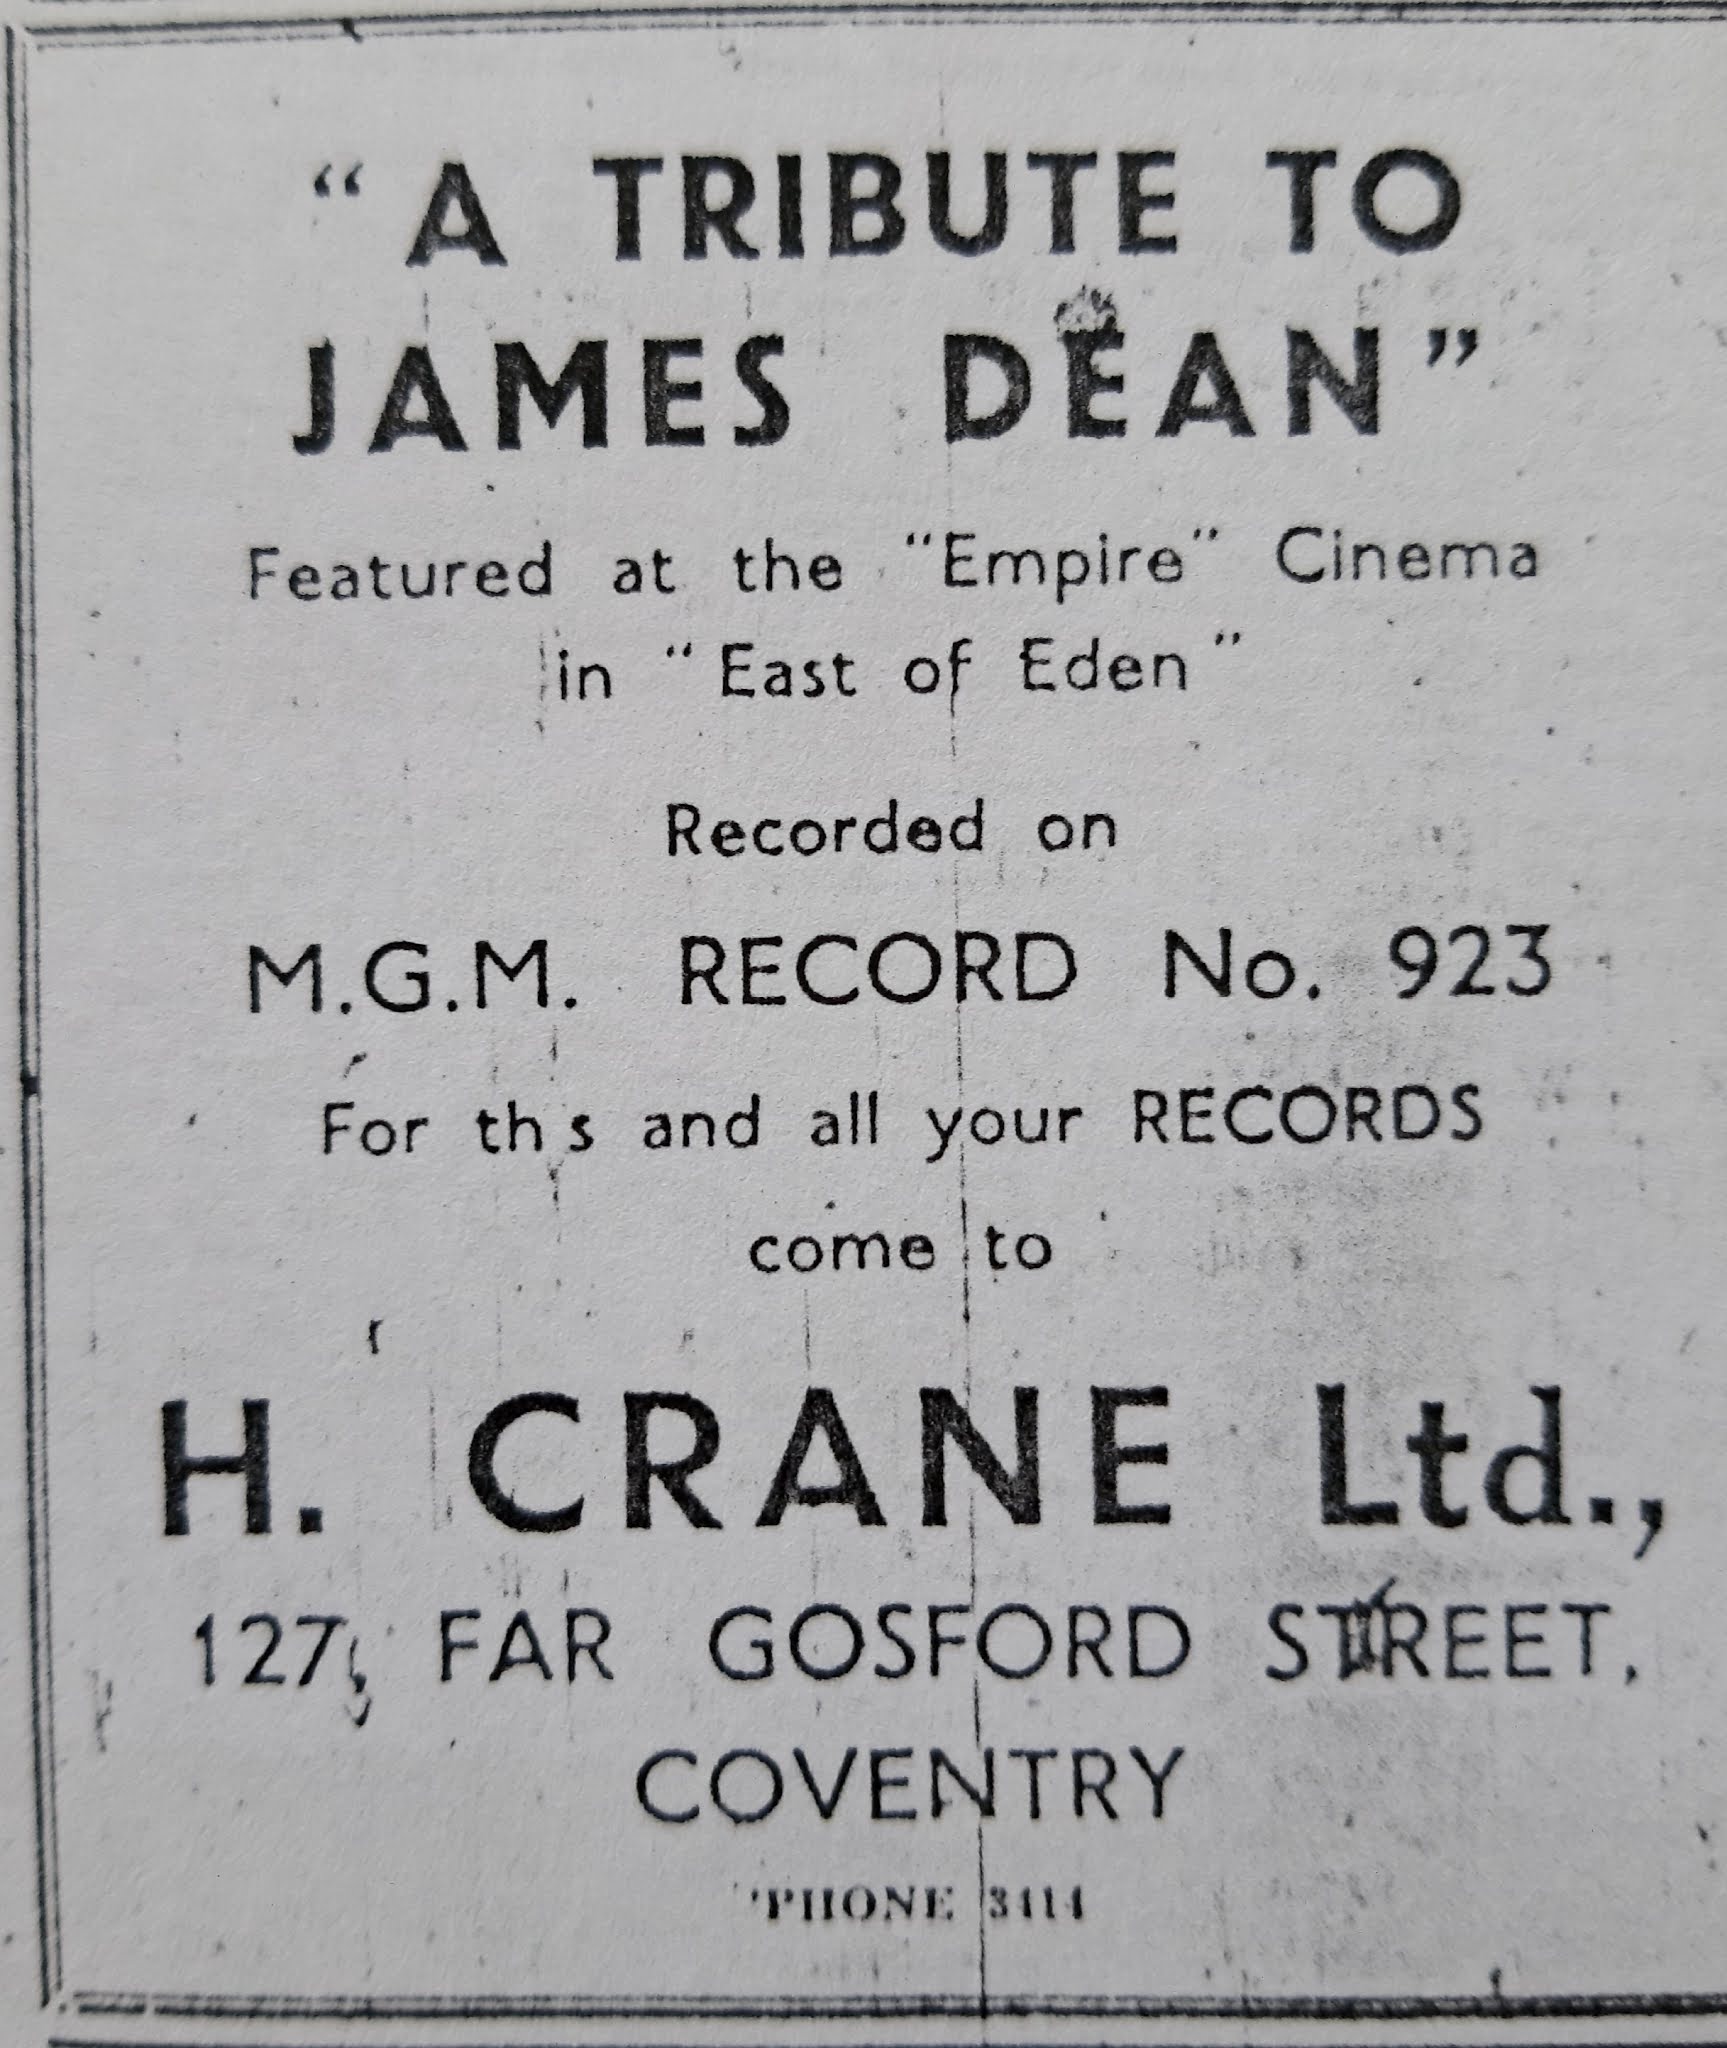 “ A TRIBUTE TO
JAMES DEAN ”
Featured at the “Empire” Cinema
in “ East of Eden ”
Recorded on
M.G.M. RECORD No. 923
For th s and all your RECORDS
come to
H. CRANE Ltd.,
127, FAR GOSFORD STREET,
COVENTRY
'PHONE 3414